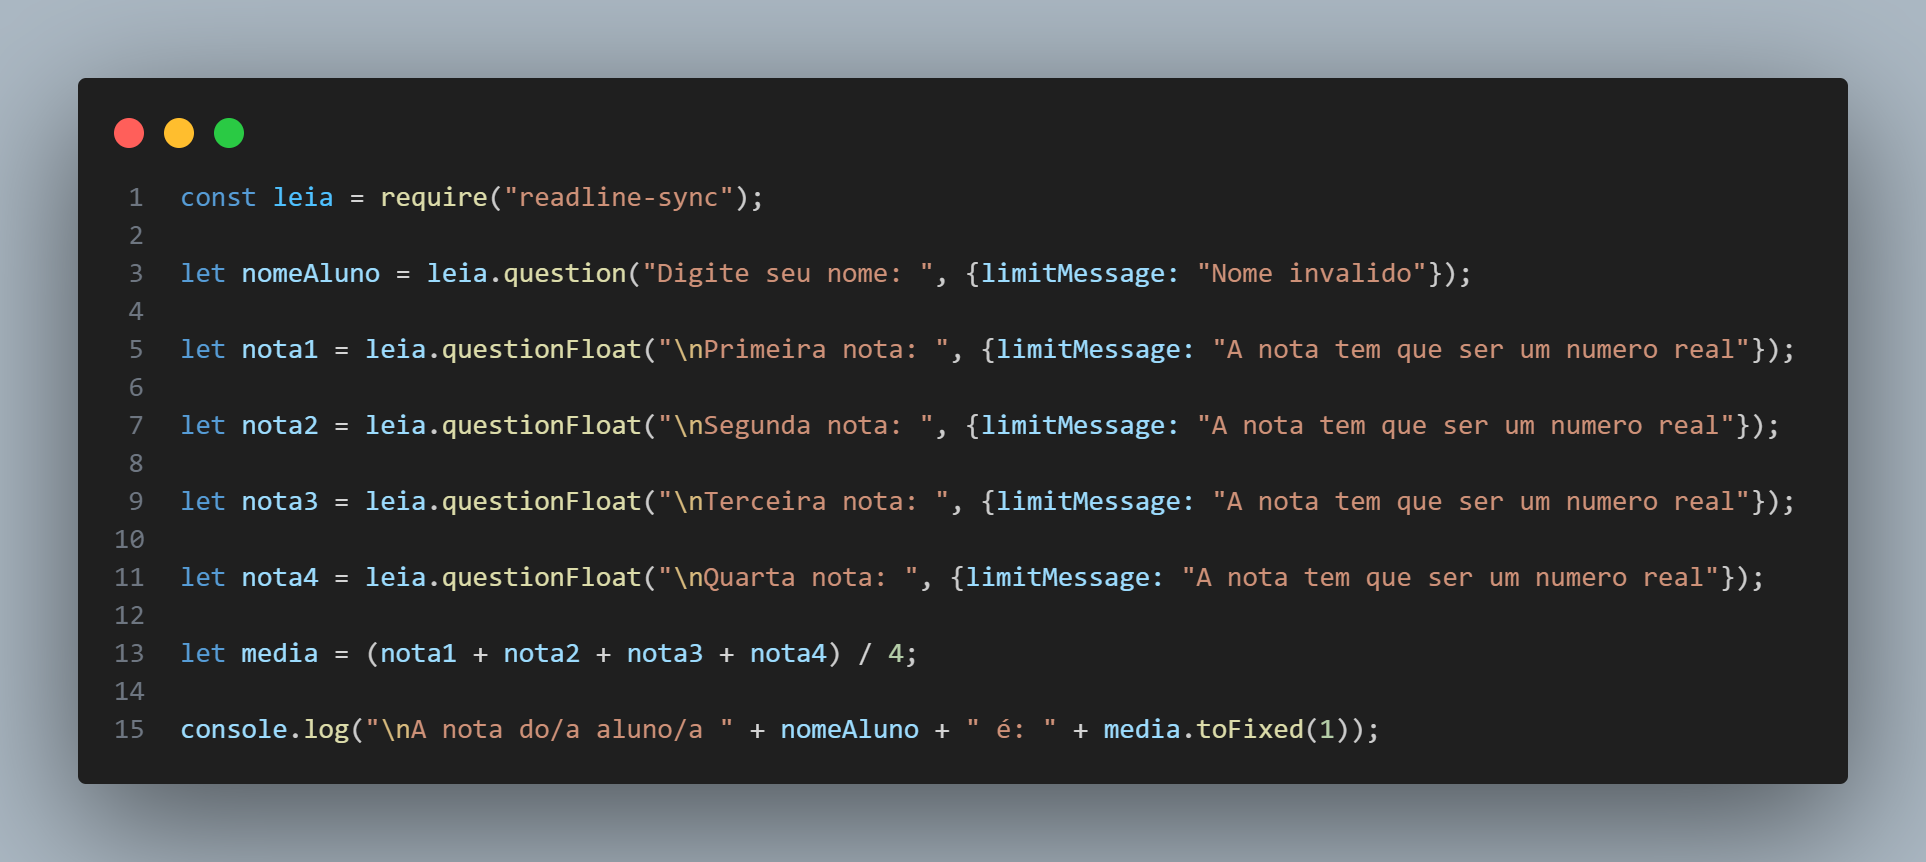 1 const leia = require("readline-sync");
2
3 let nomeAluno = leia.question("Digite seu nome: ", {limitMessage: "Nome invalido"});
4
5 let nota1 = leia.questionFloat("\nPrimeira nota: ", {limitMessage: "A nota tem que ser um numero real"});
6
7 let nota2 = leia.questionFloat("\nSegunda nota: ", {limitMessage: "A nota tem que ser um numero real"});
8
9 let nota3 = leia.questionFloat("\nTerceira nota: ", {limitMessage: "A nota tem que ser um numero real"});
10
11 let nota4 = leia.questionFloat("\nQuarta nota: ", {limitMessage: "A nota tem que ser um numero real"});
12
13 let media = (nota1 + nota2 + nota3 + nota4) / 4;
14
15 console.log("\nA nota do/a aluno/a " + nomeAluno + " é: " + media.toFixed(1));